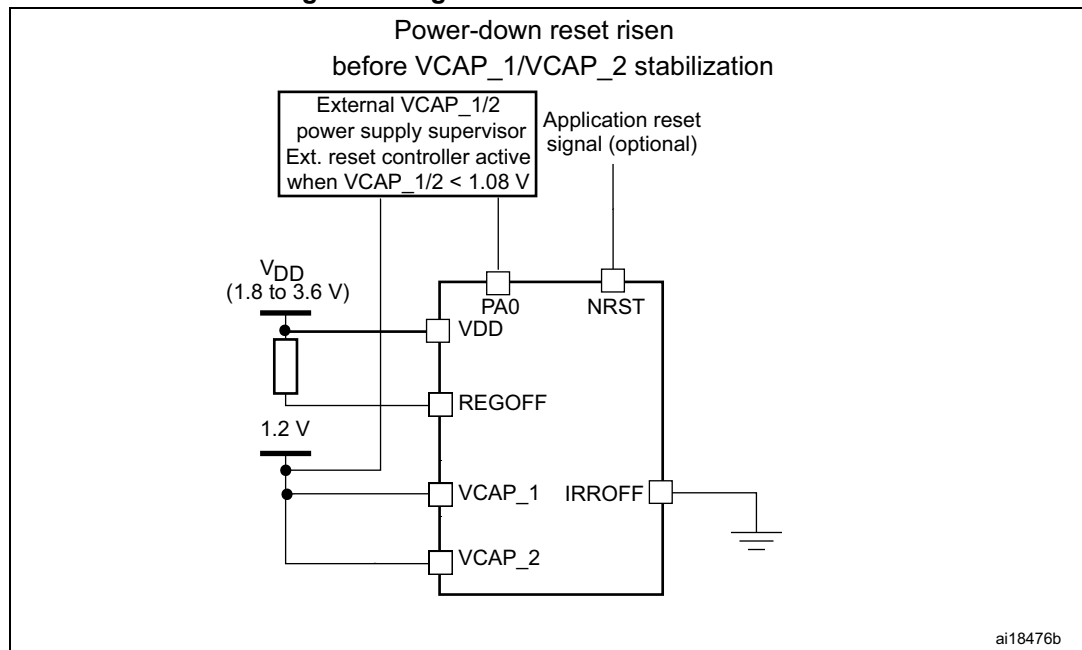 Power-down reset risen
before VCAP_1/VCAP_2 stabilization
External VCAP_1/2
power supply supervisor
Ext. reset controller active
when VCAP_1/2 < 1.08 V
Application reset
signal (optional)
VDD
(1.8 to 3.6 V)
PA0
NRST
VDD
REGOFF
1.2 V
VCAP_1
IRROFF
VCAP_2
ai18476b